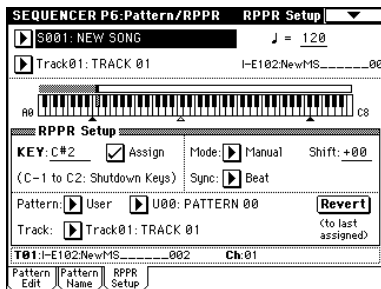 SEQUENCER P6:Pattern/RPPR RPPR Setup
S001: NEW SONG ♩ = 120
Track01: TRACK 01 I-E102:NewMS______00
A0 C8
RPPR Setup
KEY: C#2 Assign Mode: Manual Shift: +00
(C-1 to C2: Shutdown Keys) Sync: Beat
Pattern: User U00: PATTERN 00 Revert
Track: Track01: TRACK 01 (to last assigned)
T01:I-E102:NewMS______002 Ch:01
Pattern Edit Pattern Name RPPR Setup